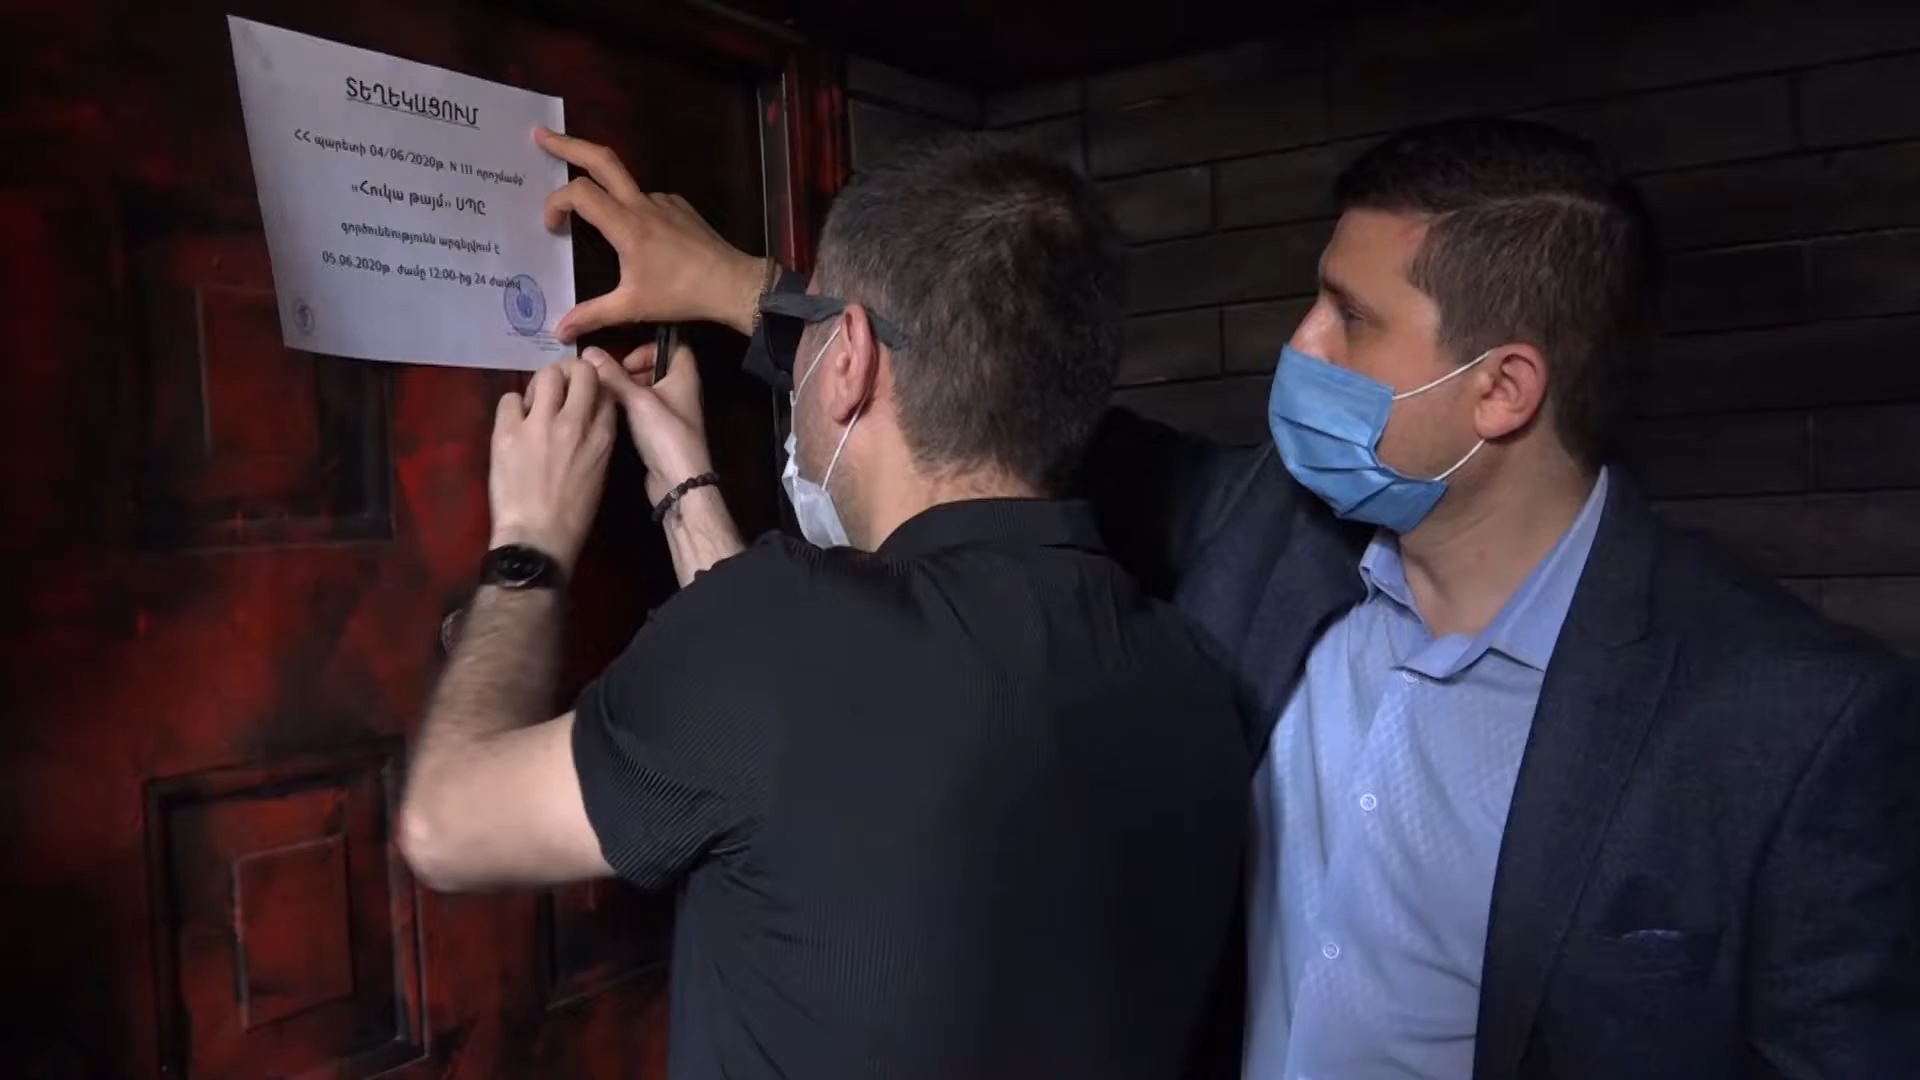 ՏԵՂԵԿԱՑՈՒՄ
ՀՀ պարետի 04/06/2020թ. N 111 որոշմամբ՝
«Հուկա թայմ» ՍՊԸ
գործունեությունն արգելվում է
05.06.2020թ. ժամը 12:00-ից 24 ժամով